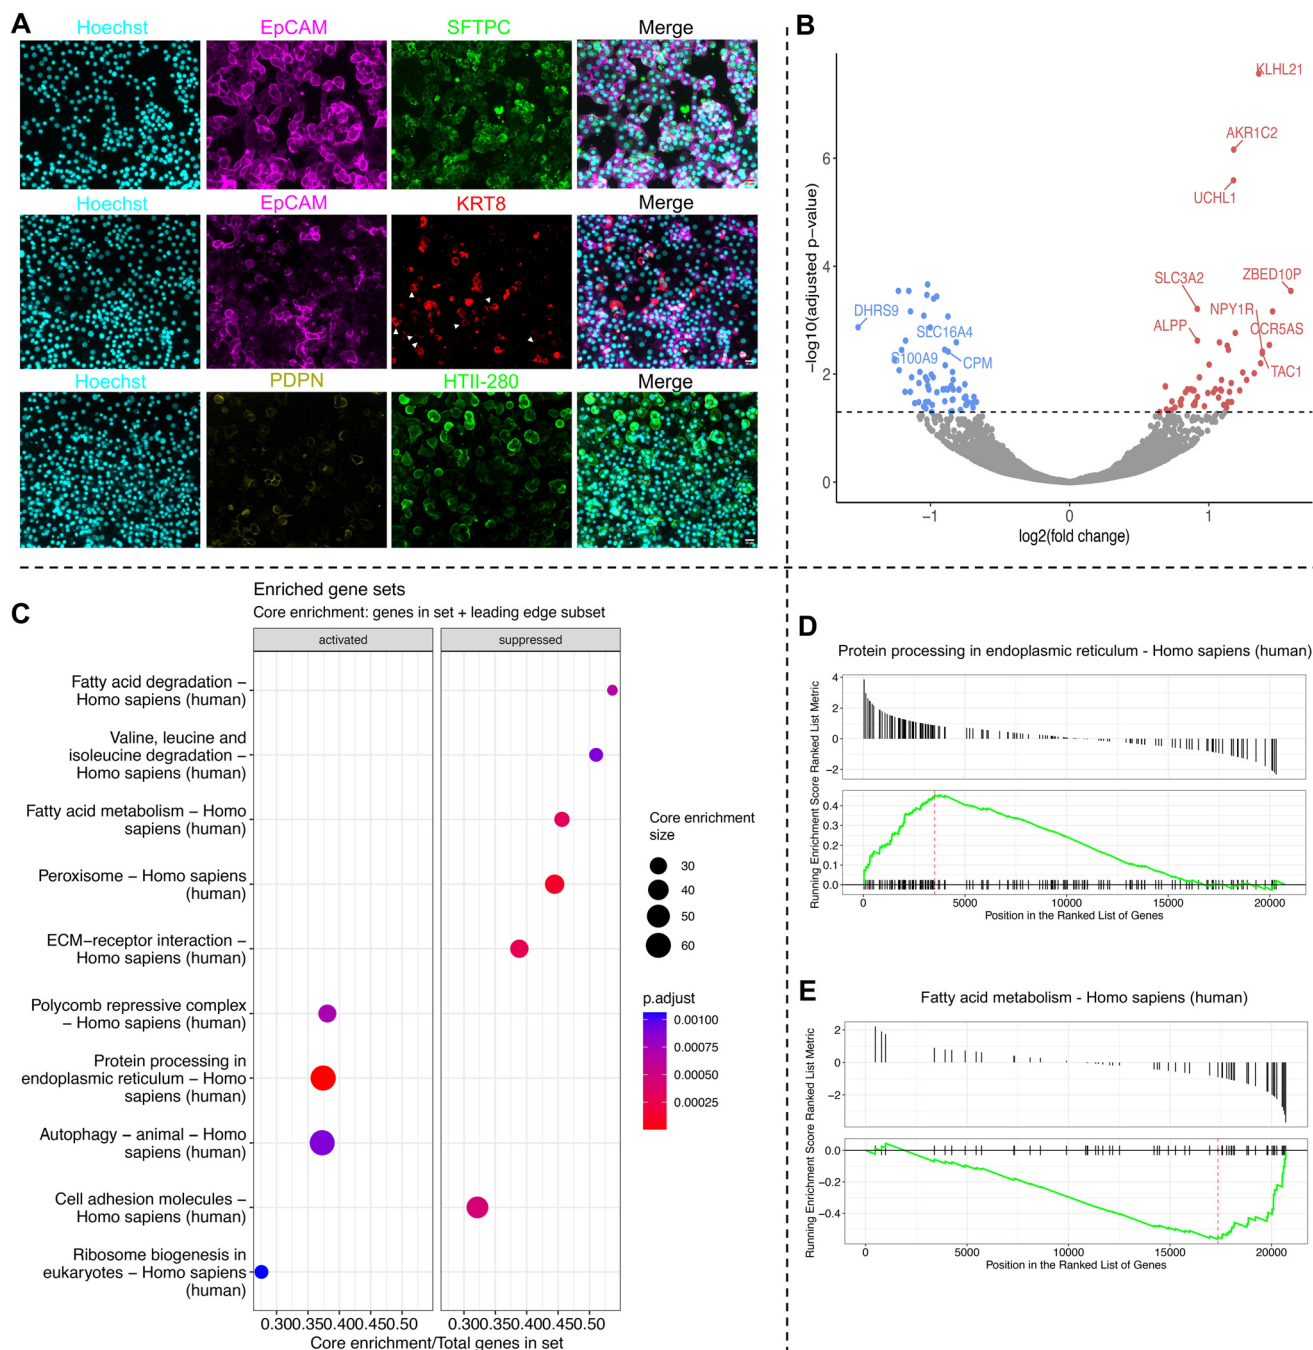 A
Hoechst EpCAM SFTPC Merge
Hoechst EpCAM KRT8 Merge
Hoechst PDPN HTII-280 Merge
B
KLHL21
AKR1C2
UCHL1
SLC3A2
ZBED10P
DHRS9
NPY1R
SLC16A4
ALPP
CCR5AS
S100A9
CPM
TAC1
−log10(adjusted p−value)
6
4
2
0
−1 0 1
log2(fold change)
C
Enriched gene sets
Core enrichment: genes in set + leading edge subset
activated suppressed
Fatty acid degradation −
Homo sapiens (human)
Valine, leucine and
isoleucine degradation −
Homo sapiens (human)
Fatty acid metabolism − Homo
sapiens (human)
Peroxisome − Homo sapiens
(human)
ECM−receptor interaction −
Homo sapiens (human)
Polycomb repressive complex
− Homo sapiens (human)
Protein processing in
endoplasmic reticulum − Homo
sapiens (human)
Autophagy − animal − Homo
sapiens (human)
Cell adhesion molecules −
Homo sapiens (human)
Ribosome biogenesis in
eukaryotes − Homo sapiens
(human)
0.300.350.400.450.50 0.300.350.400.450.50
Core enrichment/Total genes in set
Core enrichment
size
30
40
50
60
p.adjust
0.00100
0.00075
0.00050
0.00025
D
Protein processing in endoplasmic reticulum - Homo sapiens (human)
Ranked List Metric
4
2
0
−2
Running Enrichment Score
0.4
0.3
0.2
0.1
0.0
0 5000 10000 15000 20000
Position in the Ranked List of Genes
E
Fatty acid metabolism - Homo sapiens (human)
Ranked List Metric
2
0
−2
Running Enrichment Score
0.0
−0.2
−0.4
0 5000 10000 15000 20000
Position in the Ranked List of Genes